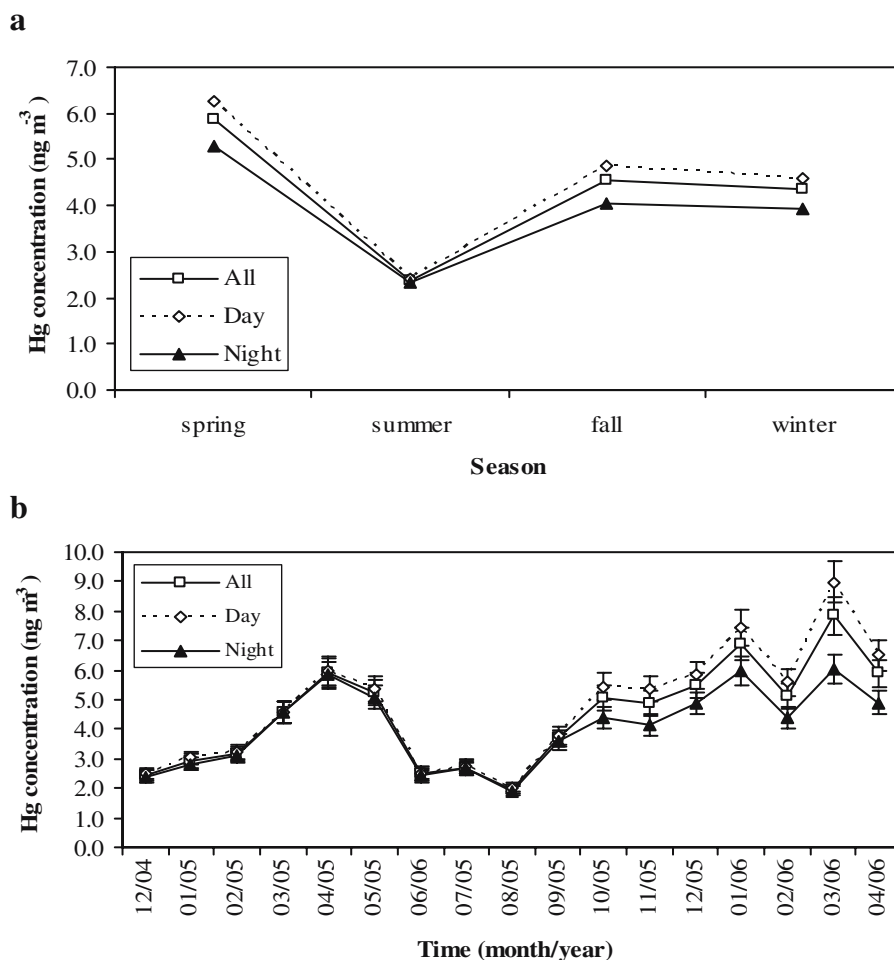 a
Hg concentration (ng m-3)
7.0
6.0
5.0
4.0
3.0
2.0
1.0
0.0
All
Day
Night
spring summer fall winter
Season
b
Hg concentration (ng m-3)
10.0
9.0
8.0
7.0
6.0
5.0
4.0
3.0
2.0
1.0
0.0
All
Day
Night
12/04 01/05 02/05 03/05 04/05 05/05 06/06 07/05 08/05 09/05 10/05 11/05 12/05 01/06 02/06 03/06 04/06
Time (month/year)